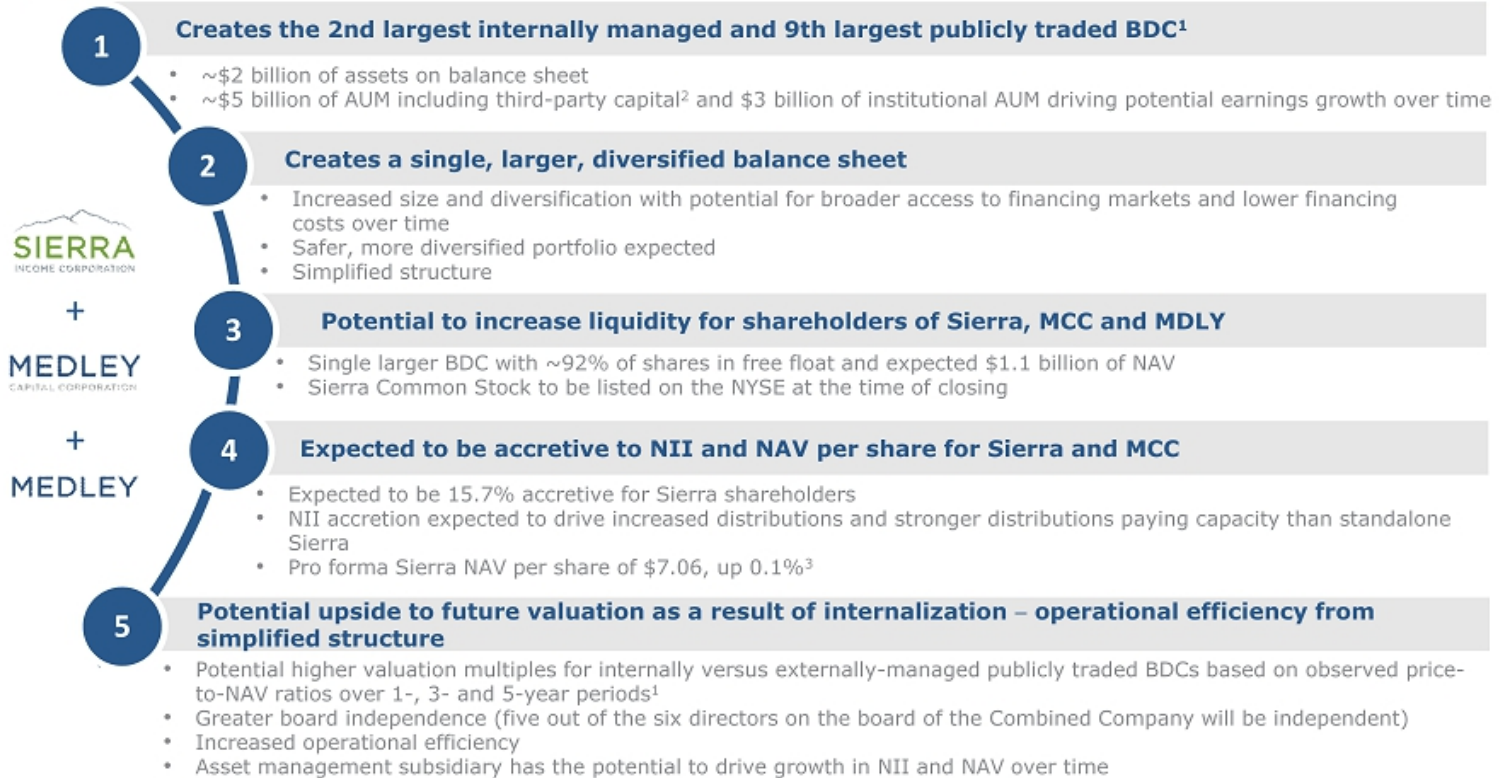 1
Creates the 2nd largest internally managed and 9th largest publicly traded BDC¹
• ~$2 billion of assets on balance sheet
• ~$5 billion of AUM including third-party capital² and $3 billion of institutional AUM driving potential earnings growth over time
2
Creates a single, larger, diversified balance sheet
• Increased size and diversification with potential for broader access to financing markets and lower financing
costs over time
• Safer, more diversified portfolio expected
• Simplified structure
SIERRA
INCOME CORPORATION
+
MEDLEY
CAPITAL CORPORATION
+
MEDLEY
3
Potential to increase liquidity for shareholders of Sierra, MCC and MDLY
• Single larger BDC with ~92% of shares in free float and expected $1.1 billion of NAV
• Sierra Common Stock to be listed on the NYSE at the time of closing
4
Expected to be accretive to NII and NAV per share for Sierra and MCC
• Expected to be 15.7% accretive for Sierra shareholders
• NII accretion expected to drive increased distributions and stronger distributions paying capacity than standalone
Sierra
• Pro forma Sierra NAV per share of $7.06, up 0.1%³
5
Potential upside to future valuation as a result of internalization – operational efficiency from
simplified structure
• Potential higher valuation multiples for internally versus externally-managed publicly traded BDCs based on observed price-
to-NAV ratios over 1-, 3- and 5-year periods¹
• Greater board independence (five out of the six directors on the board of the Combined Company will be independent)
• Increased operational efficiency
• Asset management subsidiary has the potential to drive growth in NII and NAV over time